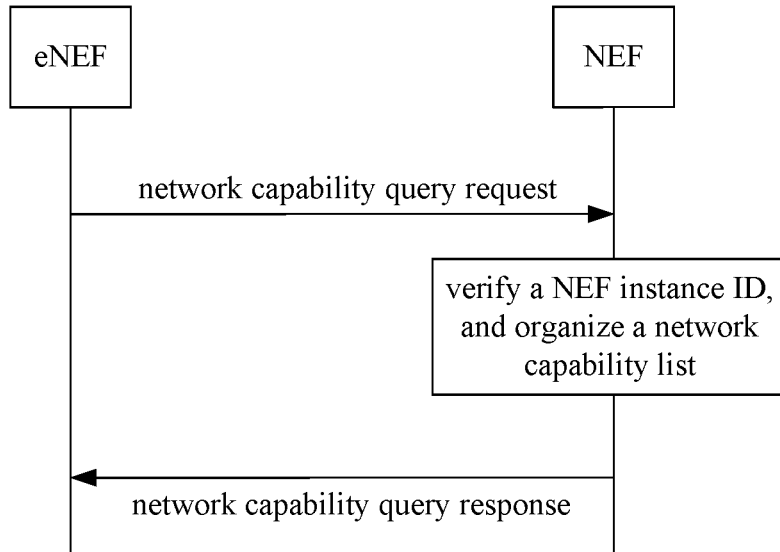 eNEF
NEF
network capability query request
verify a NEF instance ID,
and organize a network
capability list
network capability query response